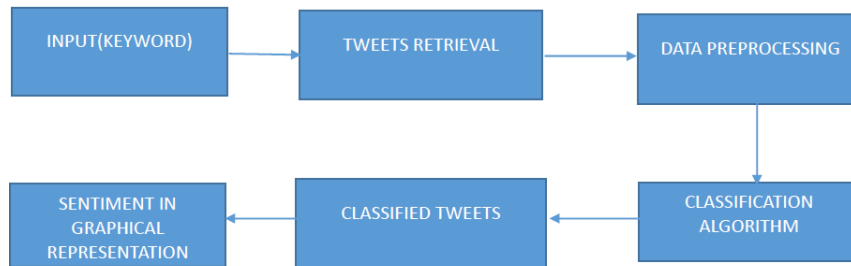 INPUT(KEYWORD)
TWEETS RETRIEVAL
DATA PREPROCESSING
CLASSIFICATION
ALGORITHM
CLASSIFIED TWEETS
SENTIMENT IN
GRAPHICAL
REPRESENTATION